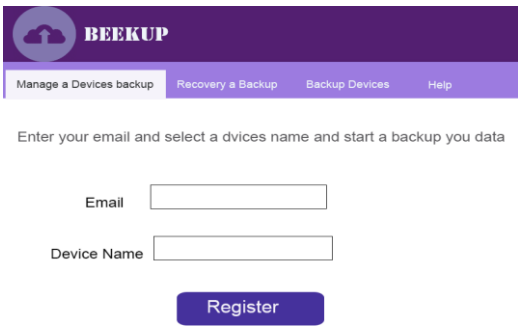 BEEKUP
Manage a Devices backup Recovery a Backup Backup Devices Help
Enter your email and select a dvices name and start a backup you data
Email
Device Name
Register